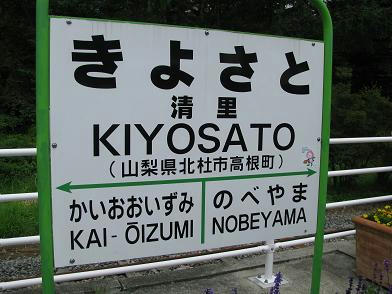 きよさと
清里
KIYOSATO
(山梨県北杜市高根町)
かいおおいずみ のべやま
KAI-ŌIZUMI NOBEYAMA